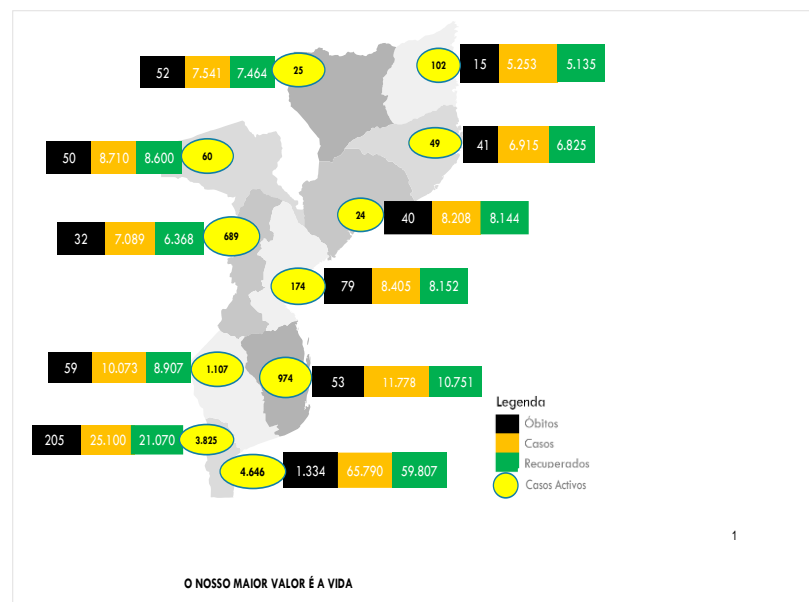 52 7.541 7.464 25
102 15 5.253 5.135
49 41 6.915 6.825
50 8.710 8.600 60
24 40 8.208 8.144
32 7.089 6.368 689
174 79 8.405 8.152
59 10.073 8.907 1.107
974 53 11.778 10.751
Legenda
Óbitos
Casos
Recuperados
Casos Activos
205 25.100 21.070 3.825
4.646 1.334 65.790 59.807
1
O NOSSO MAIOR VALOR É A VIDA